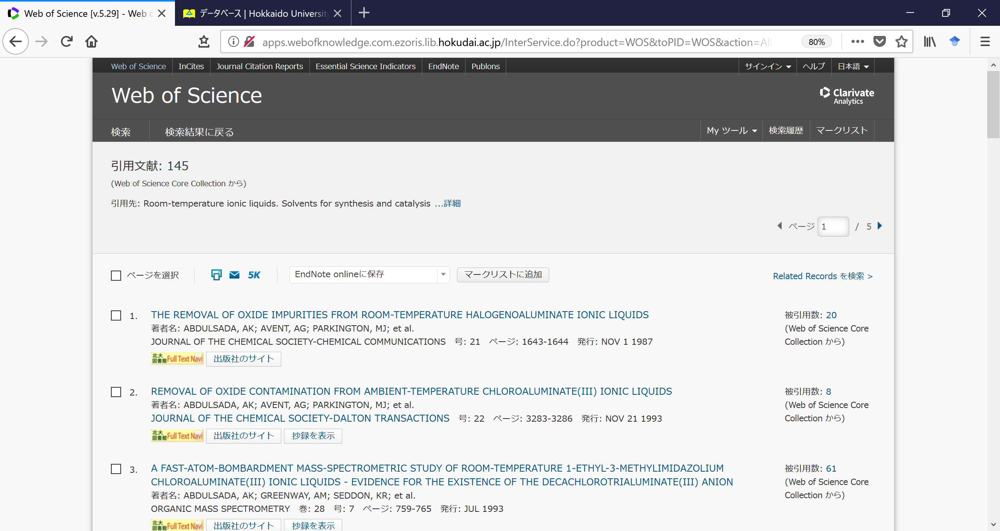 Web of Science [v.5.29] - Web
データベース | Hokkaido University
apps.webofknowledge.com.ezoris.lib.hokudai.ac.jp/InterService.do?product=WOS&toPID=WOS&action=All
80%
Web of Science InCites Journal Citation Reports Essential Science Indicators EndNote Publons サインイン ヘルプ 日本語
Web of Science
Clarivate
Analytics
検索 検索結果に戻る My ツール 検索履歴 マークリスト
引用文献: 145
(Web of Science Core Collection から)
引用先: Room-temperature ionic liquids. Solvents for synthesis and catalysis ...詳細
ページ 1 / 5
ページを選択 5K EndNote onlineに保存 マークリストに追加 Related Records を検索 >
1. THE REMOVAL OF OXIDE IMPURITIES FROM ROOM-TEMPERATURE HALOGENOALUMINATE IONIC LIQUIDS
著者名: ABDULSADA, AK; AVENT, AG; PARKINGTON, MJ; et al.
JOURNAL OF THE CHEMICAL SOCIETY-CHEMICAL COMMUNICATIONS 号: 21 ページ: 1643-1644 発行: NOV 1 1987
北大図書館 Full Text Navi 出版社のサイト
被引用数: 20
(Web of Science Core
Collection から)
2. REMOVAL OF OXIDE CONTAMINATION FROM AMBIENT-TEMPERATURE CHLOROALUMINATE(III) IONIC LIQUIDS
著者名: ABDULSADA, AK; AVENT, AG; PARKINGTON, MJ; et al.
JOURNAL OF THE CHEMICAL SOCIETY-DALTON TRANSACTIONS 号: 22 ページ: 3283-3286 発行: NOV 21 1993
北大図書館 Full Text Navi 出版社のサイト 抄録を表示
被引用数: 8
(Web of Science Core
Collection から)
3. A FAST-ATOM-BOMBARDMENT MASS-SPECTROMETRIC STUDY OF ROOM-TEMPERATURE 1-ETHYL-3-METHYLIMIDAZOLIUM
CHLOROALUMINATE(III) IONIC LIQUIDS - EVIDENCE FOR THE EXISTENCE OF THE DECACHLOROTRIALUMINATE(III) ANION
著者名: ABDULSADA, AK; GREENWAY, AM; SEDDON, KR; et al.
ORGANIC MASS SPECTROMETRY 巻: 28 号: 7 ページ: 759-765 発行: JUL 1993
北大図書館 Full Text Navi 出版社のサイト 抄録を表示
被引用数: 61
(Web of Science Core
Collection から)